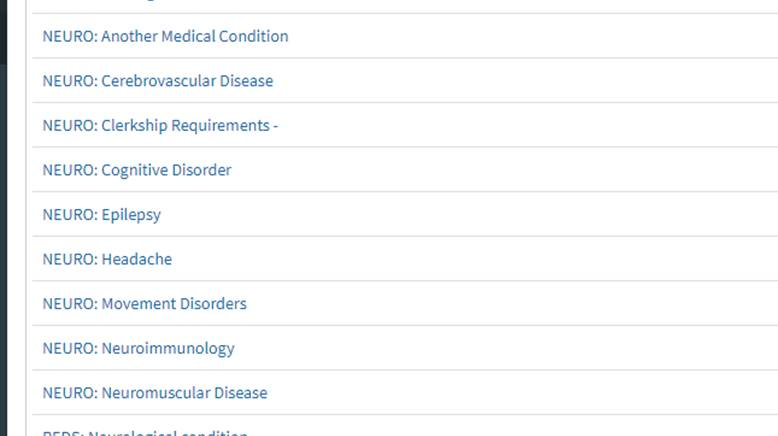 NEURO: Another Medical Condition
NEURO: Cerebrovascular Disease
NEURO: Clerkship Requirements -
NEURO: Cognitive Disorder
NEURO: Epilepsy
NEURO: Headache
NEURO: Movement Disorders
NEURO: Neuroimmunology
NEURO: Neuromuscular Disease
PEDS: Neurological condition